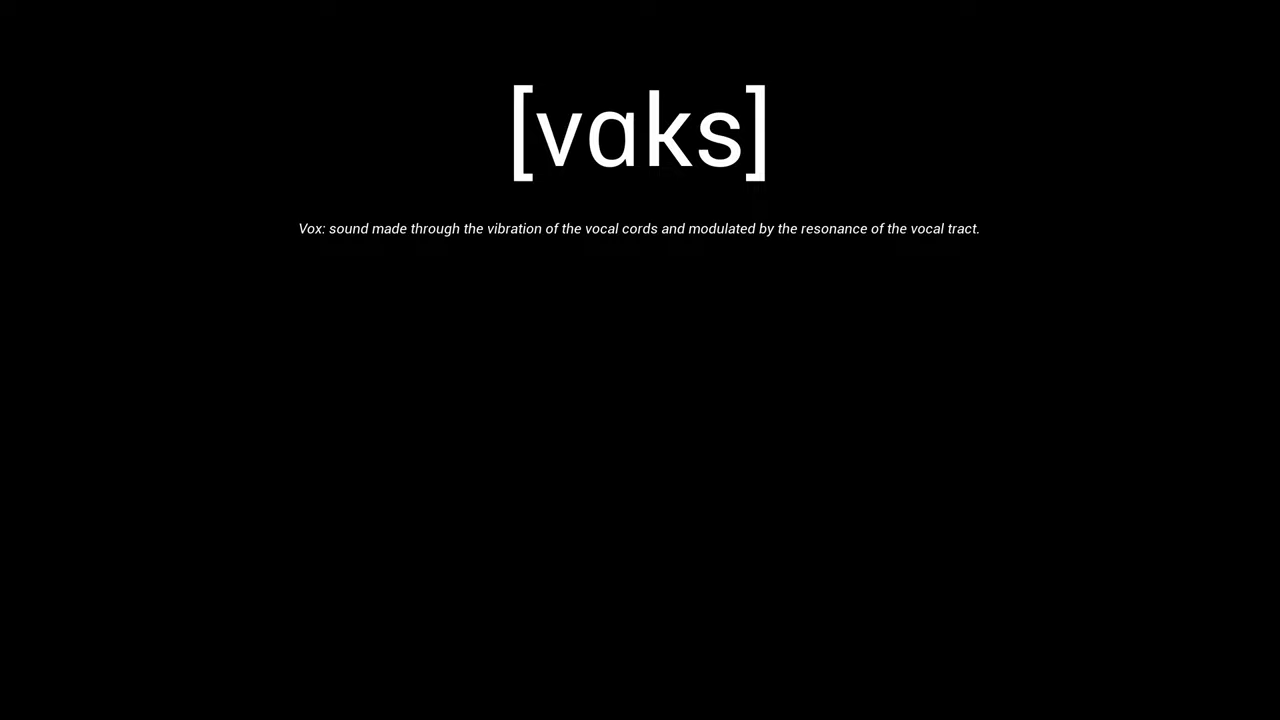 [vɑks]
Vox: sound made through the vibration of the vocal cords and modulated by the resonance of the vocal tract.